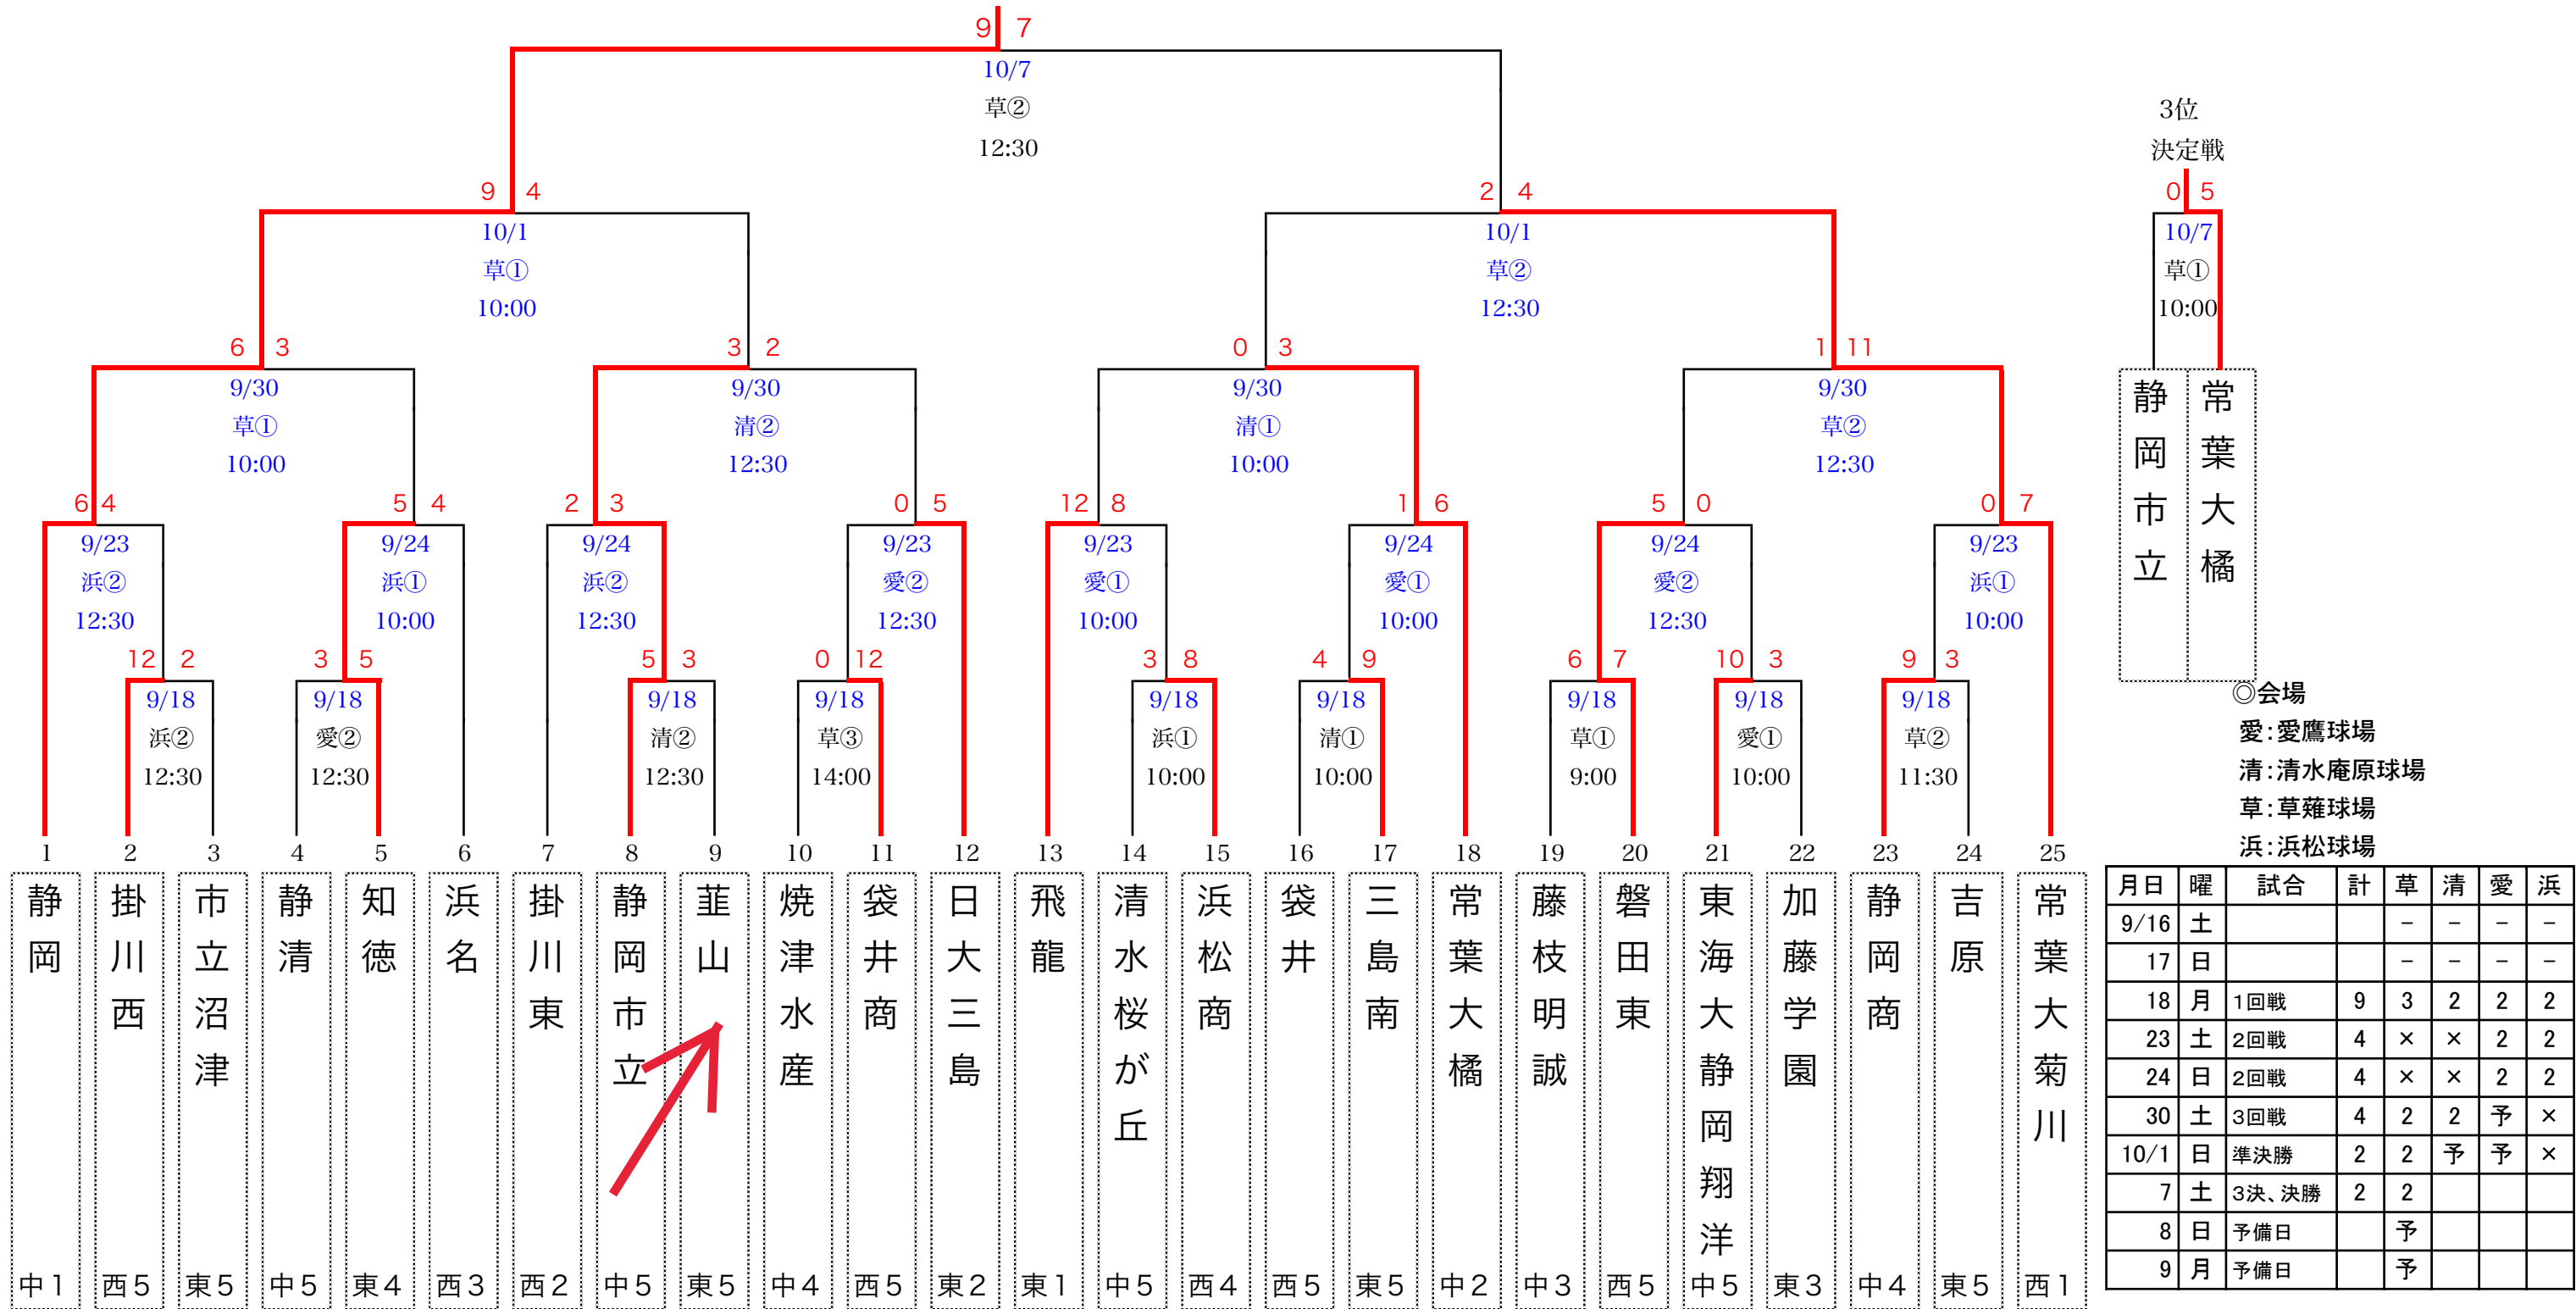 9 7
10/7
草②
12:30
3位
決定戦
9 4
2 4
0 5
10/1
草①
10:00
10/1
草②
12:30
10/7
草①
10:00
6 3
3 2
0 3
1 11
9/30
草①
10:00
9/30
清②
12:30
9/30
清①
10:00
9/30
草②
12:30
静岡市立
常葉大橘
6 4
5 4
2 3
0 5
12 8
1 6
5 0
0 7
9/23
浜②
12:30
9/24
浜①
10:00
9/24
浜②
12:30
9/23
愛②
12:30
9/23
愛①
10:00
9/24
愛①
10:00
9/24
愛②
12:30
9/23
浜①
10:00
12 2
3 5
5 3
0 12
3 8
4 9
6 7
10 3
9 3
9/18
浜②
12:30
9/18
愛②
12:30
9/18
清②
12:30
9/18
草③
14:00
9/18
浜①
10:00
9/18
清①
10:00
9/18
草①
9:00
9/18
愛①
10:00
9/18
草②
11:30
◎会場
愛:愛鷹球場
清:清水庵原球場
草:草薙球場
浜:浜松球場
1 静岡 中1
2 掛川西 西5
3 市立沼津 東5
4 静清 中5
5 知徳 東4
6 浜名 西3
7 掛川東 西2
8 静岡市立 中5
9 韮山 東5
10 焼津水産 中4
11 袋井商 西5
12 日大三島 東2
13 飛龍 東1
14 清水桜が丘 中5
15 浜松商 西4
16 袋井 西5
17 三島南 東5
18 常葉大橘 中2
19 藤枝明誠 中3
20 磐田東 西5
21 東海大静岡翔洋 中5
22 加藤学園 東3
23 静岡商 中4
24 吉原 東5
25 常葉大菊川 西1
月日 曜 試合 計 草 清 愛 浜
9/16 土 － － － －
17 日 － － － －
18 月 1回戦 9 3 2 2 2
23 土 2回戦 4 × × 2 2
24 日 2回戦 4 × × 2 2
30 土 3回戦 4 2 2 予 ×
10/1 日 準決勝 2 2 予 予 ×
7 土 3決、決勝 2 2
8 日 予備日 予
9 月 予備日 予